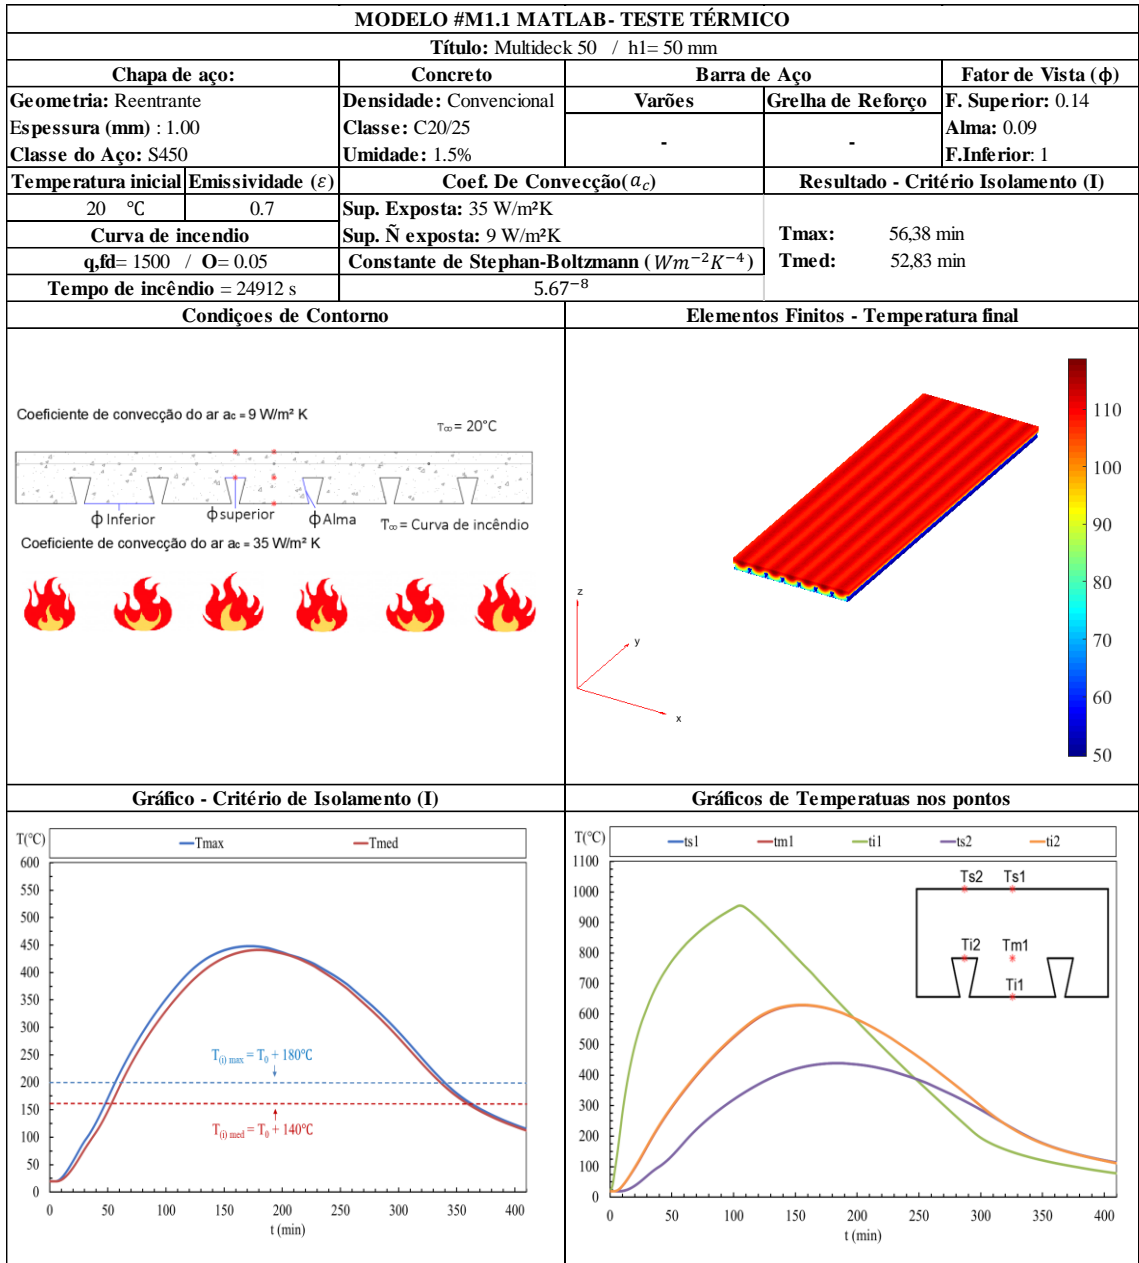 MODELO #M1.1 MATLAB- TESTE TÉRMICO
Título: Multideck 50 / h1= 50 mm
Chapa de aço:
Concreto
Barra de Aço
Fator de Vista (ϕ)
Geometria: Reentrante
Densidade: Convencional
Varões
Grelha de Reforço
F. Superior: 0.14
Espessura (mm) : 1.00
Classe: C20/25
-
-
Alma: 0.09
Classe do Aço: S450
Umidade: 1.5%
F.Inferior: 1
Temperatura inicial
Emissividade (ε)
Coef. De Convecção(a_c)
Resultado - Critério Isolamento (I)
20 ℃
0.7
Sup. Exposta: 35 W/m²K
Curva de incendio
Sup. Ñ exposta: 9 W/m²K
Tmax: 56,38 min
q,fd= 1500 / O= 0.05
Constante de Stephan-Boltzmann (Wm⁻²K⁻⁴)
Tmed: 52,83 min
Tempo de incêndio = 24912 s
5.67⁻⁸
Condiçoes de Contorno
Elementos Finitos - Temperatura final
Coeficiente de convecção do ar ac = 9 W/m² K
T∞= 20°C
ϕ Inferior
ϕ superior
ϕ Alma
T∞= Curva de incêndio
Coeficiente de convecção do ar ac = 35 W/m² K
z
y
x
110
100
90
80
70
60
50
Gráfico - Critério de Isolamento (I)
Gráficos de Temperatuas nos pontos
T(°C)
Tmax
Tmed
600
550
500
450
400
350
300
250
200
150
100
50
0
T(i) max = T0 + 180℃
T(i) med = T0 + 140℃
0 50 100 150 200 250 300 350 400
t (min)
T(°C)
ts1
tm1
ti1
ts2
ti2
1100
1000
900
800
700
600
500
400
300
200
100
0
Ts2
Ts1
Ti2
Tm1
Ti1
0 50 100 150 200 250 300 350 400
t (min)